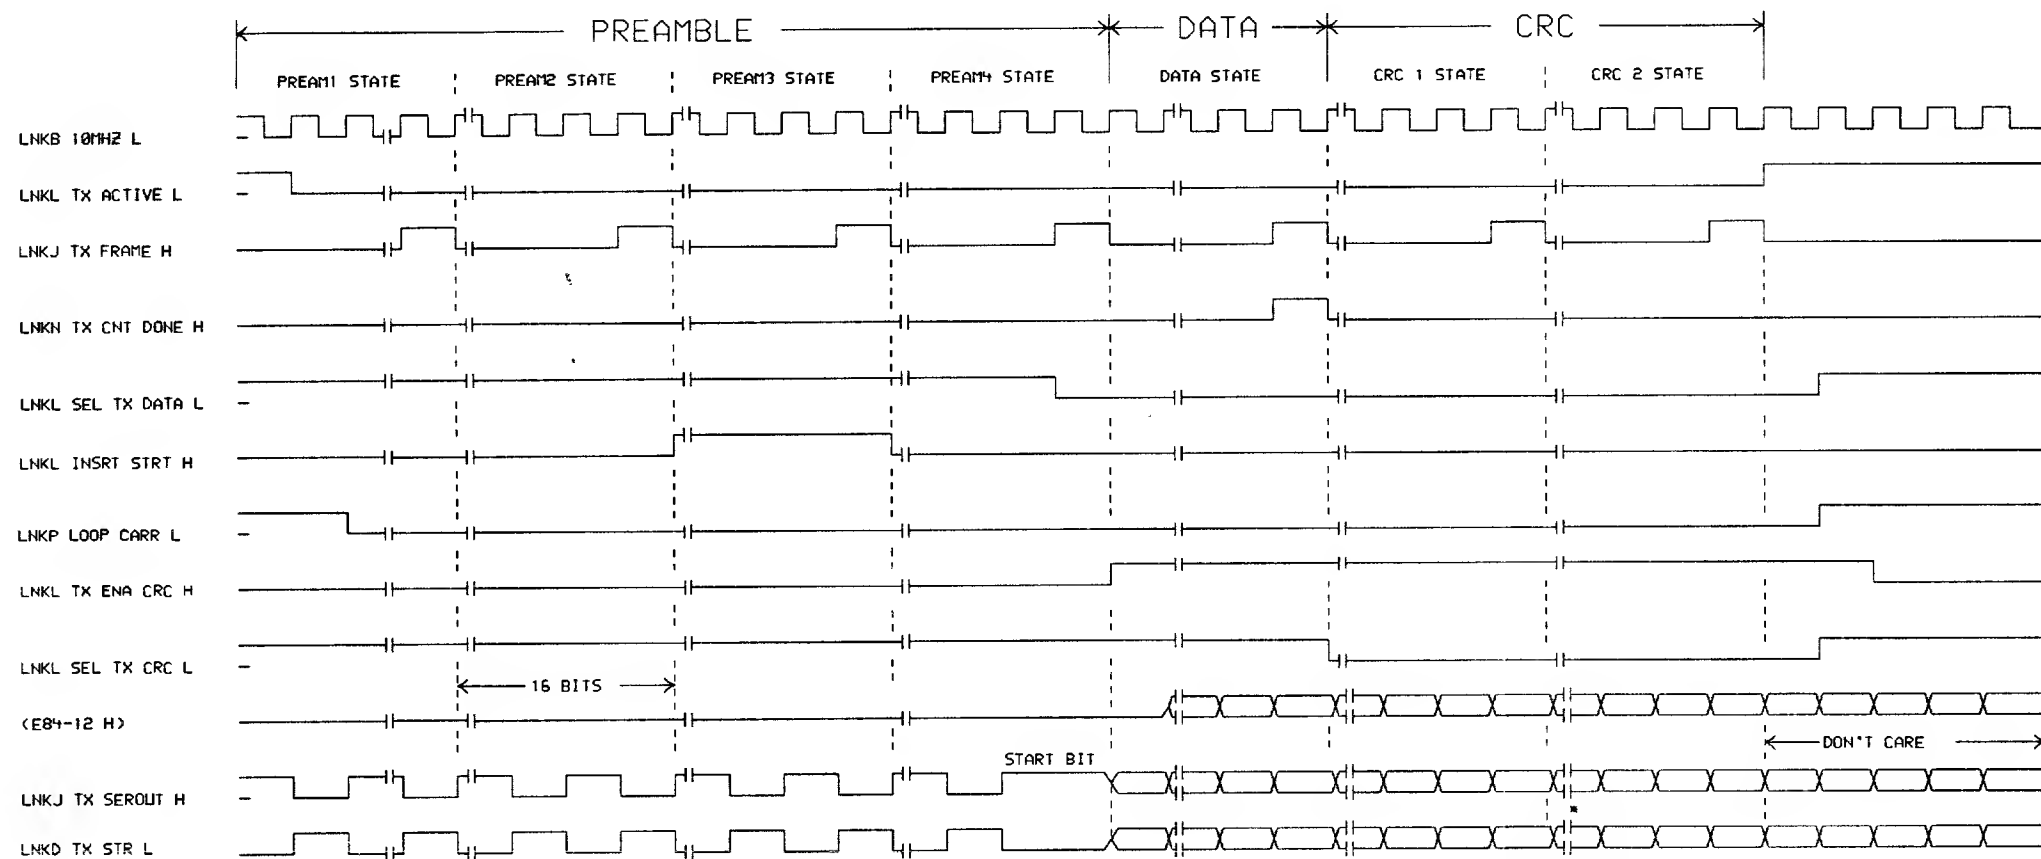 PREAMBLE DATA CRC
PREAM1 STATE PREAM2 STATE PREAM3 STATE PREAM4 STATE DATA STATE CRC 1 STATE CRC 2 STATE
LNKB 10MHZ L
LNKL TX ACTIVE L
LNKJ TX FRAME H
LNKN TX CNT DONE H
LNKL SEL TX DATA L
LNKL INSRT STRT H
LNKP LOOP CARR L
LNKL TX ENA CRC H
LNKL SEL TX CRC L
16 BITS
(E84-12 H)
DON'T CARE
START BIT
LNKJ TX SEROUT H
LNKD TX STR L